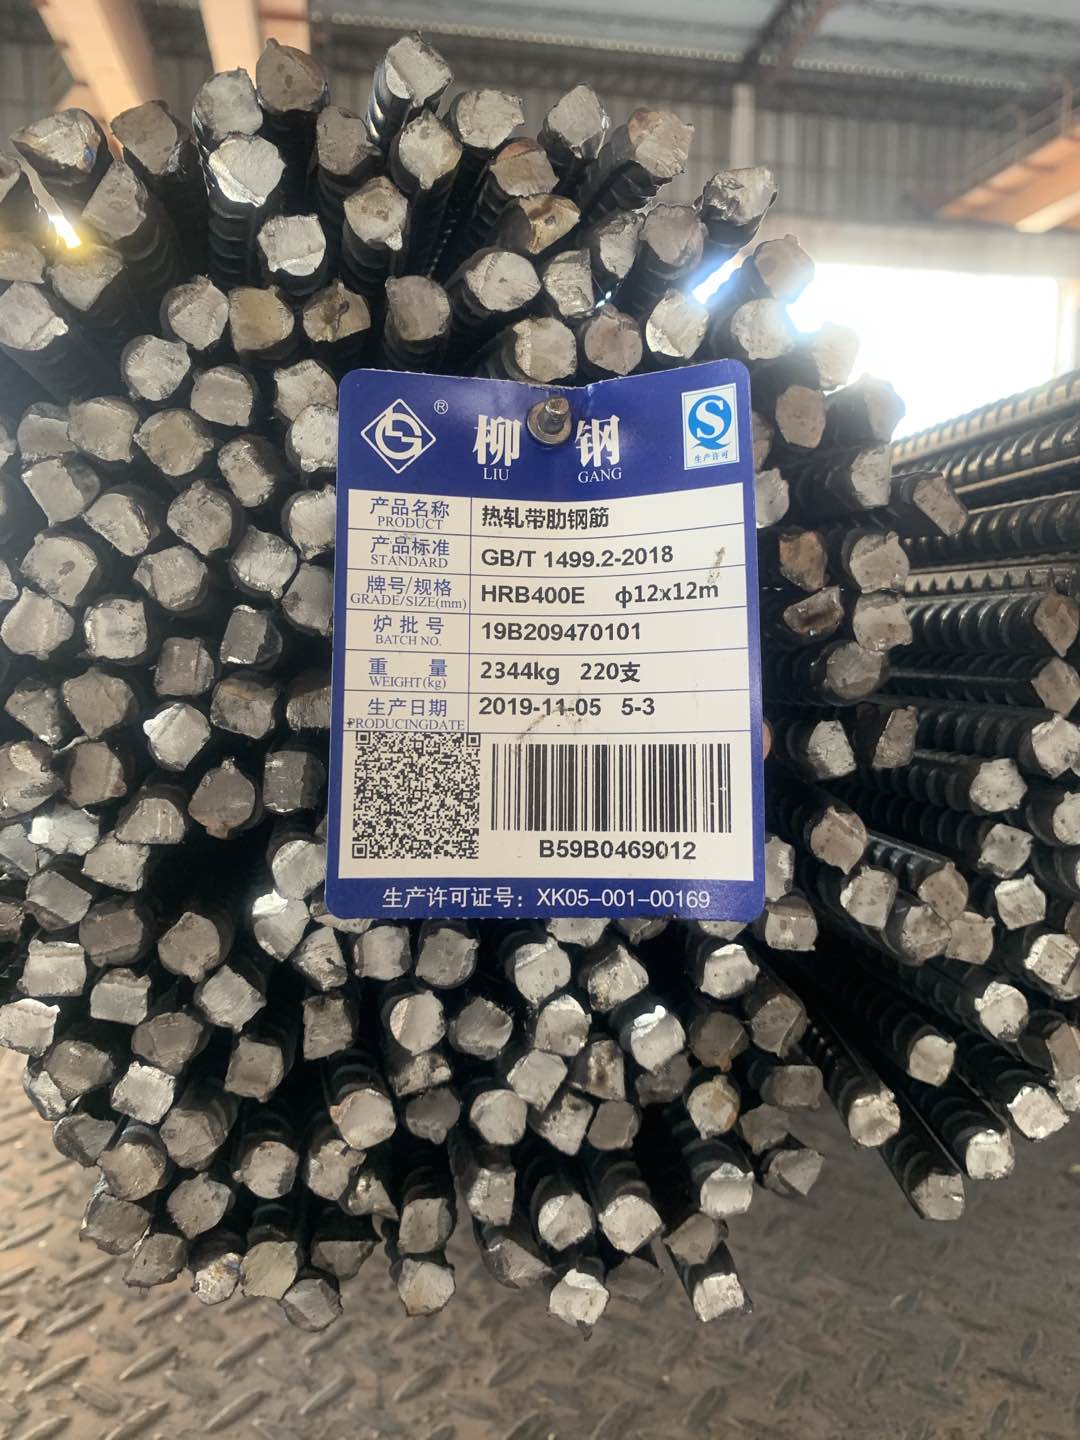 LG ®
柳 钢
LIU GANG
S
生产许可
产品名称 热轧带肋钢筋
PRODUCT
产品标准 GB/T 1499.2-2018
STANDARD
牌号/规格 HRB400E ф12x12m
GRADE/SIZE(mm)
炉批号 19B209470101
BATCH NO.
重量 2344kg 220支
WEIGHT(kg)
生产日期 2019-11-05 5-3
PRODUCINGDATE
B59B0469012
生产许可证号：XK05-001-00169